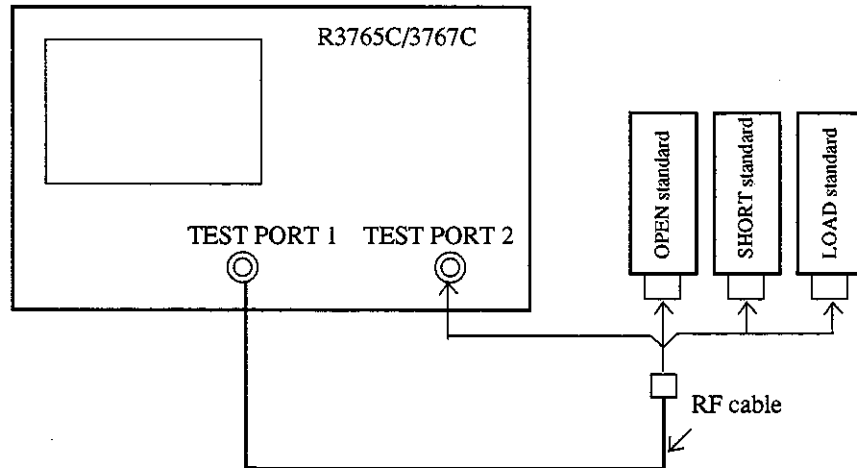 R3765C/3767C
TEST PORT 1
TEST PORT 2
OPEN standard
SHORT standard
LOAD standard
RF cable